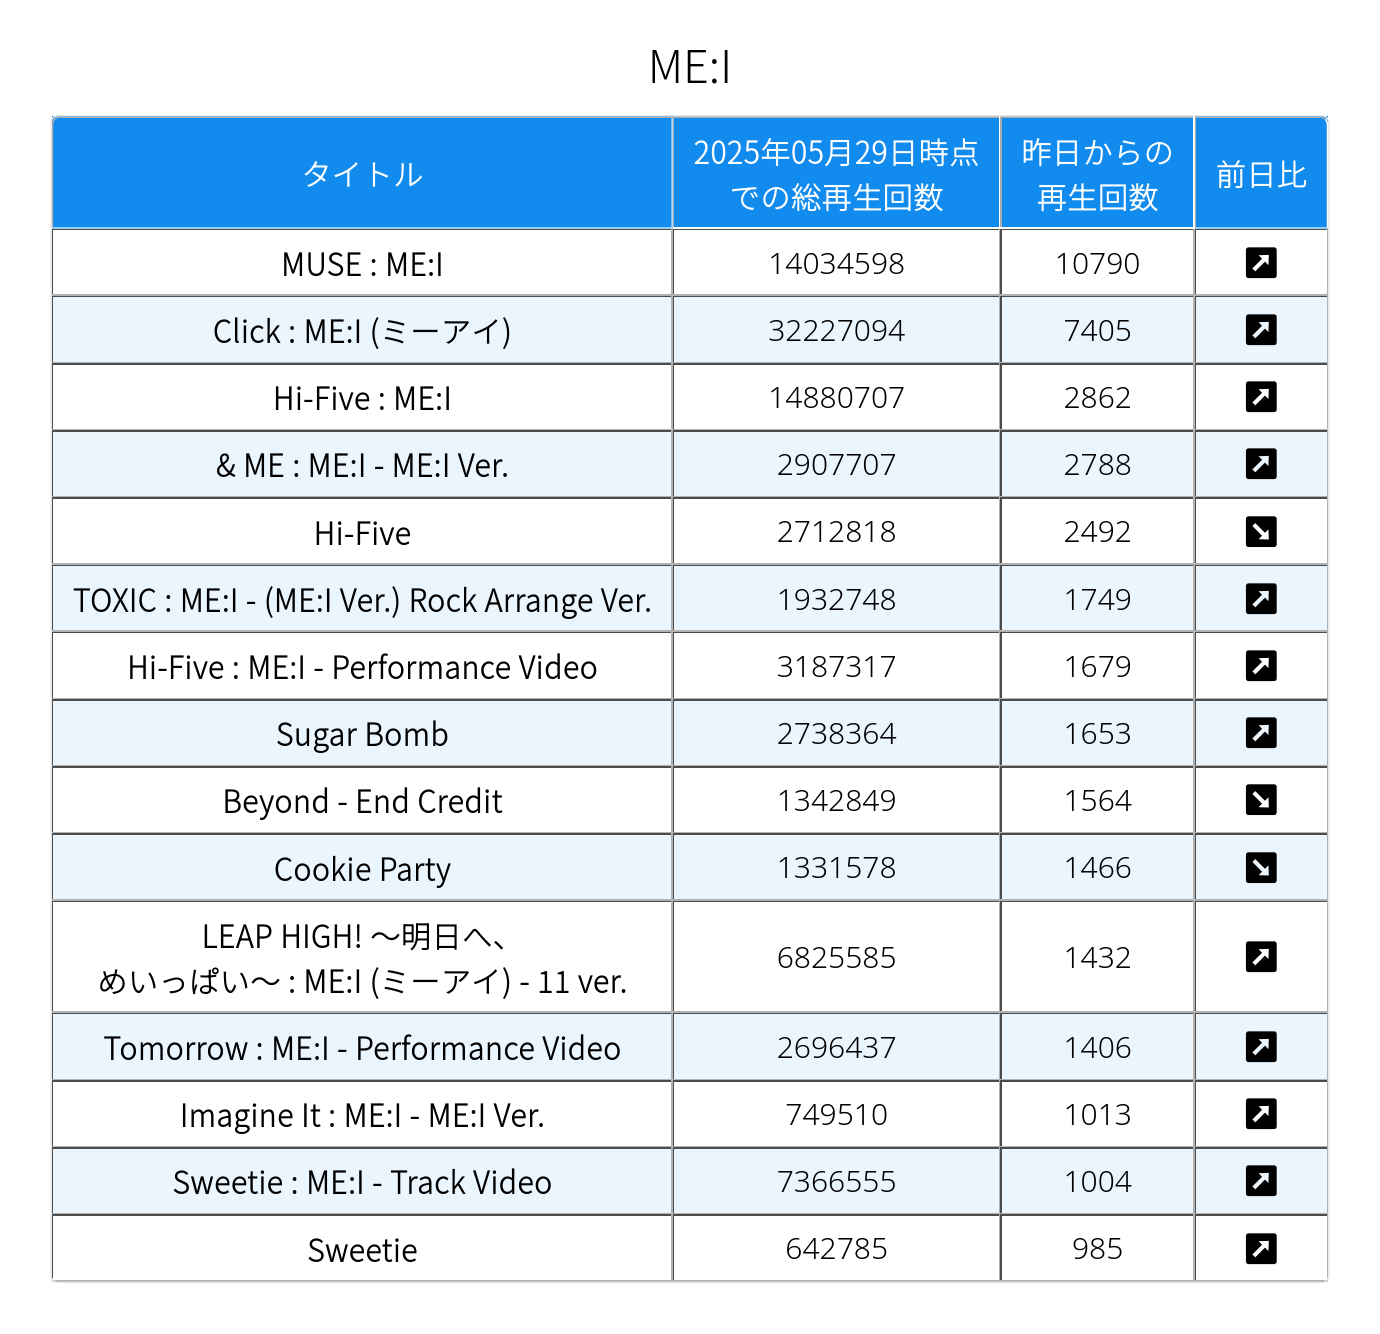 ME:I
タイトル
2025年05月29日時点
での総再生回数
昨日からの
再生回数
前日比
MUSE : ME:I 14034598 10790
Click : ME:I (ミーアイ) 32227094 7405
Hi-Five : ME:I 14880707 2862
& ME : ME:I - ME:I Ver. 2907707 2788
Hi-Five 2712818 2492
TOXIC : ME:I - (ME:I Ver.) Rock Arrange Ver. 1932748 1749
Hi-Five : ME:I - Performance Video 3187317 1679
Sugar Bomb 2738364 1653
Beyond - End Credit 1342849 1564
Cookie Party 1331578 1466
LEAP HIGH! ～明日へ、
めいっぱい～ : ME:I (ミーアイ) - 11 ver. 6825585 1432
Tomorrow : ME:I - Performance Video 2696437 1406
Imagine It : ME:I - ME:I Ver. 749510 1013
Sweetie : ME:I - Track Video 7366555 1004
Sweetie 642785 985